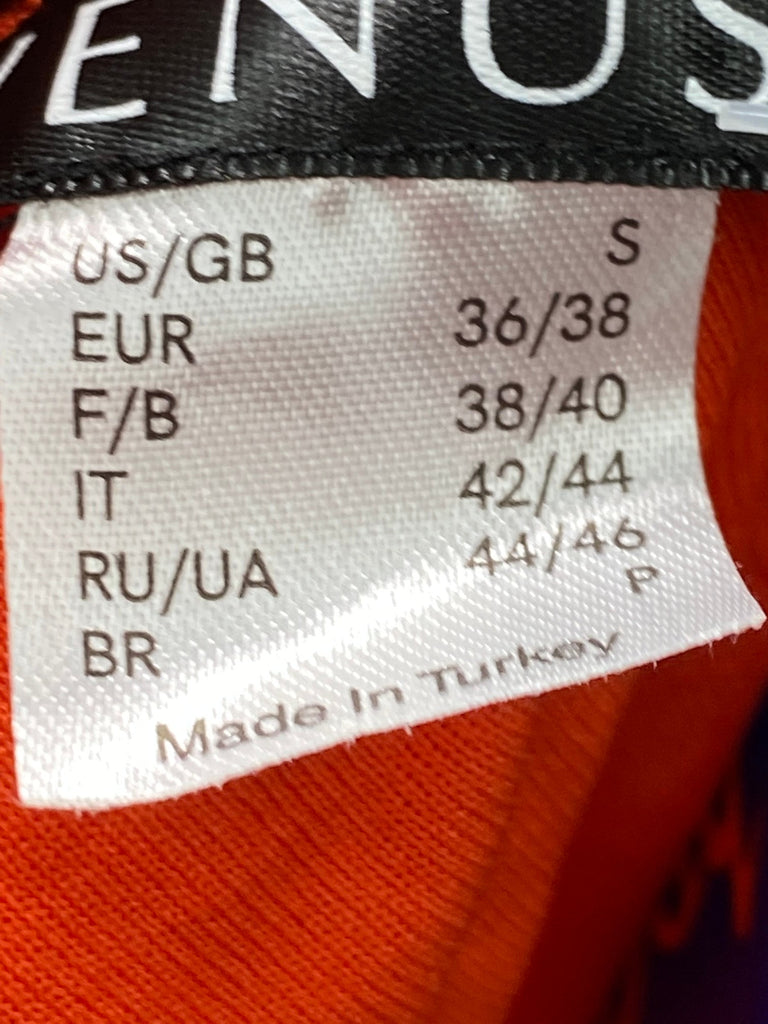 VENUS
US/GB S
EUR 36/38
F/B 38/40
IT 42/44
RU/UA 44/46
BR P
Made In Turkey